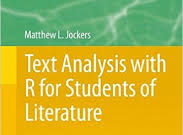 Matthew L. Jockers
Text Analysis with
R for Students of
Literature